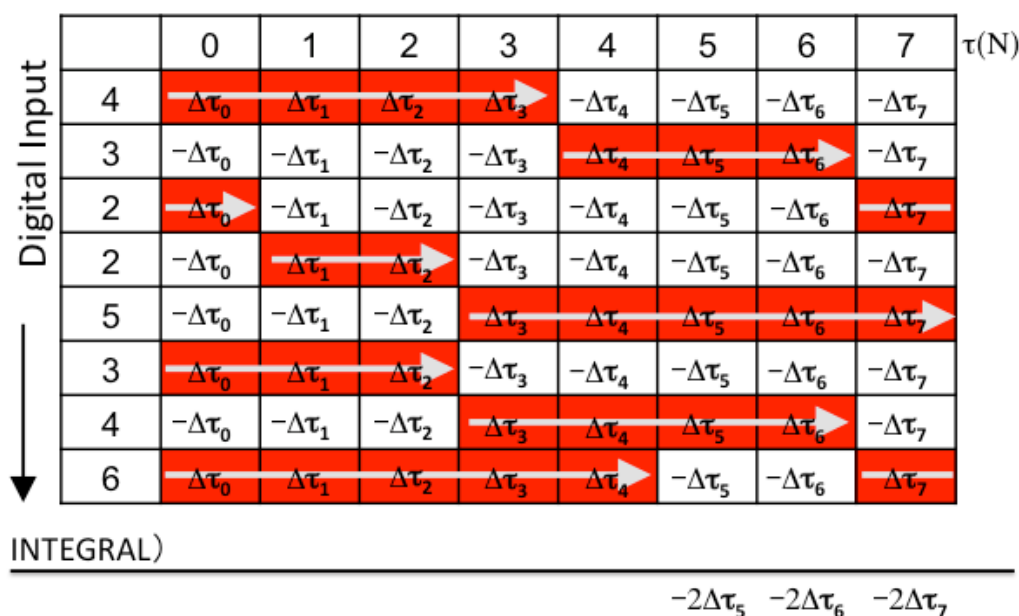 0 1 2 3 4 5 6 7 τ(N)
Digital Input
4 Δτ₀ Δτ₁ Δτ₂ Δτ₃ −Δτ₄ −Δτ₅ −Δτ₆ −Δτ₇
3 −Δτ₀ −Δτ₁ −Δτ₂ −Δτ₃ Δτ₄ Δτ₅ Δτ₆ −Δτ₇
2 Δτ₀ −Δτ₁ −Δτ₂ −Δτ₃ −Δτ₄ −Δτ₅ −Δτ₆ Δτ₇
2 −Δτ₀ Δτ₁ Δτ₂ −Δτ₃ −Δτ₄ −Δτ₅ −Δτ₆ −Δτ₇
5 −Δτ₀ −Δτ₁ −Δτ₂ Δτ₃ Δτ₄ Δτ₅ Δτ₆ Δτ₇
3 Δτ₀ Δτ₁ Δτ₂ −Δτ₃ −Δτ₄ −Δτ₅ −Δτ₆ −Δτ₇
4 −Δτ₀ −Δτ₁ −Δτ₂ Δτ₃ Δτ₄ Δτ₅ Δτ₆ −Δτ₇
6 Δτ₀ Δτ₁ Δτ₂ Δτ₃ Δτ₄ −Δτ₅ −Δτ₆ Δτ₇
INTEGRAL）
−2Δτ₅ −2Δτ₆ −2Δτ₇